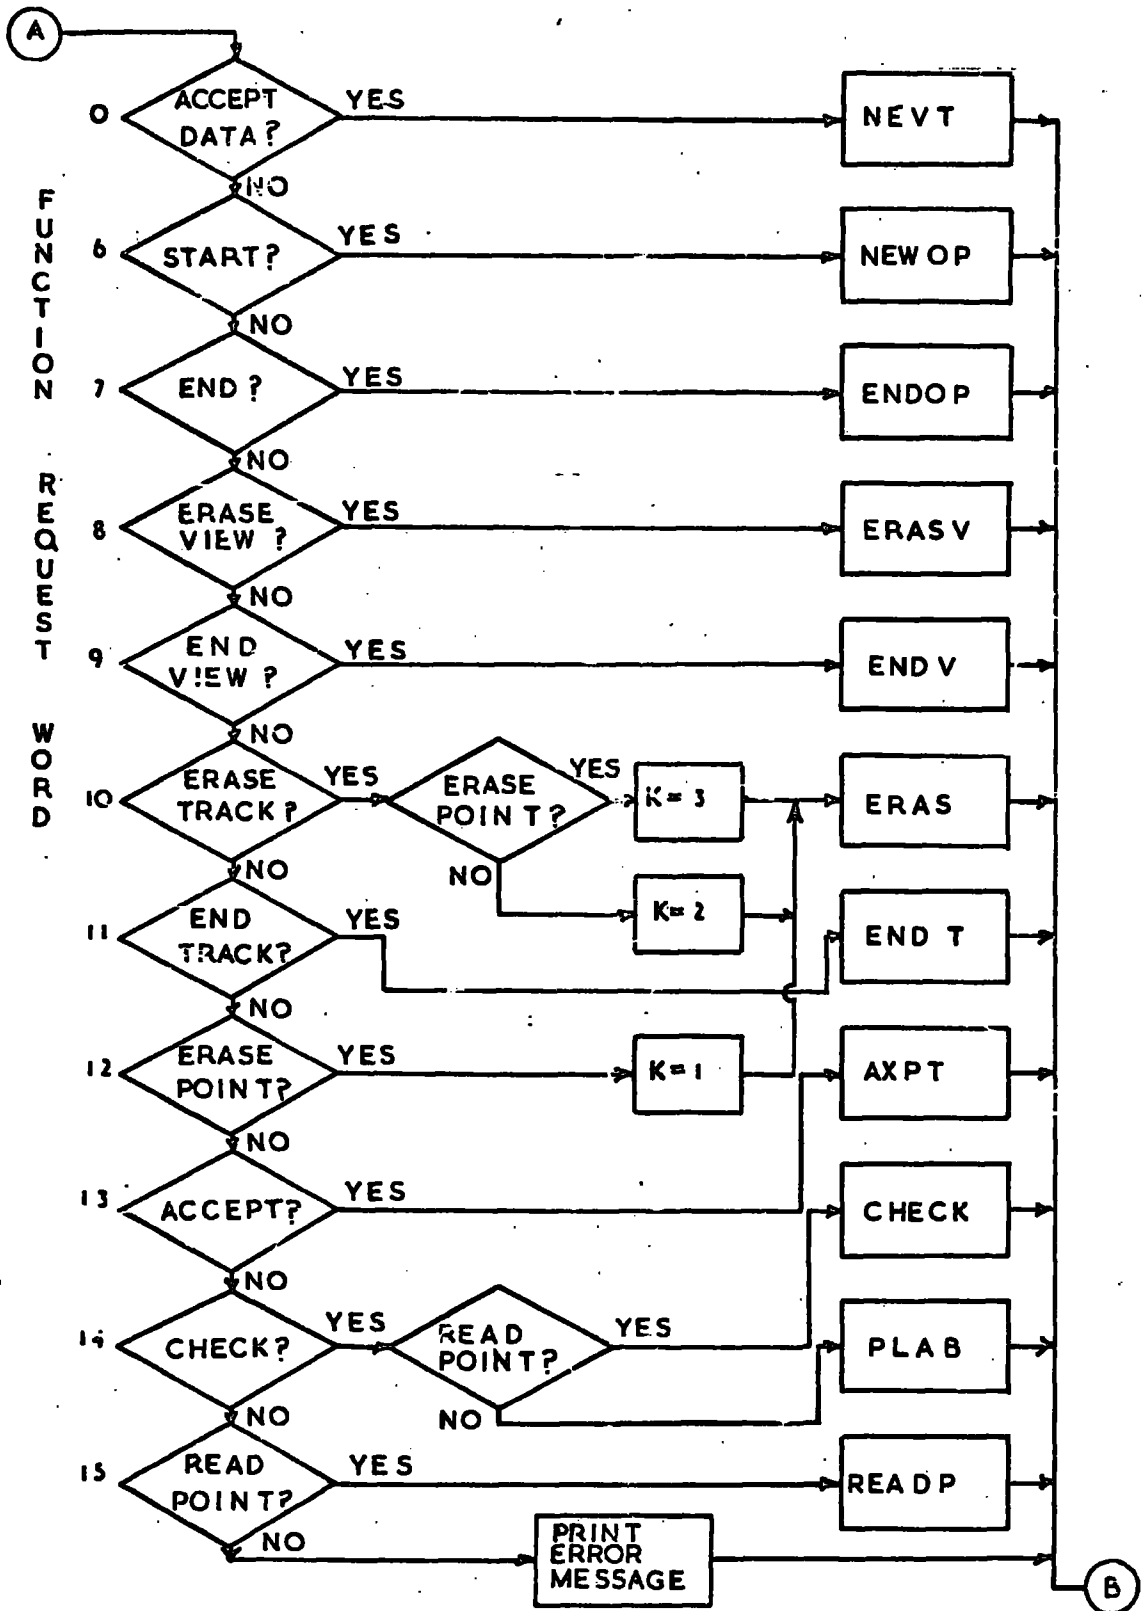 A
FUNCTION REQUEST WORD
0
ACCEPT
DATA?
YES
NEVT
NO
6
START?
YES
NEWOP
NO
7
END?
YES
ENDOP
NO
8
ERASE
VIEW?
YES
ERASV
NO
9
END
VIEW?
YES
ENDV
NO
10
ERASE
TRACK?
YES
ERASE
POINT?
YES
K=3
ERAS
NO
K=2
NO
11
END
TRACK?
YES
END T
NO
12
ERASE
POINT?
YES
K=1
AXPT
NO
13
ACCEPT?
YES
CHECK
NO
14
CHECK?
YES
READ
POINT?
YES
PLAB
NO
NO
15
READ
POINT?
YES
READP
NO
PRINT
ERROR
MESSAGE
B